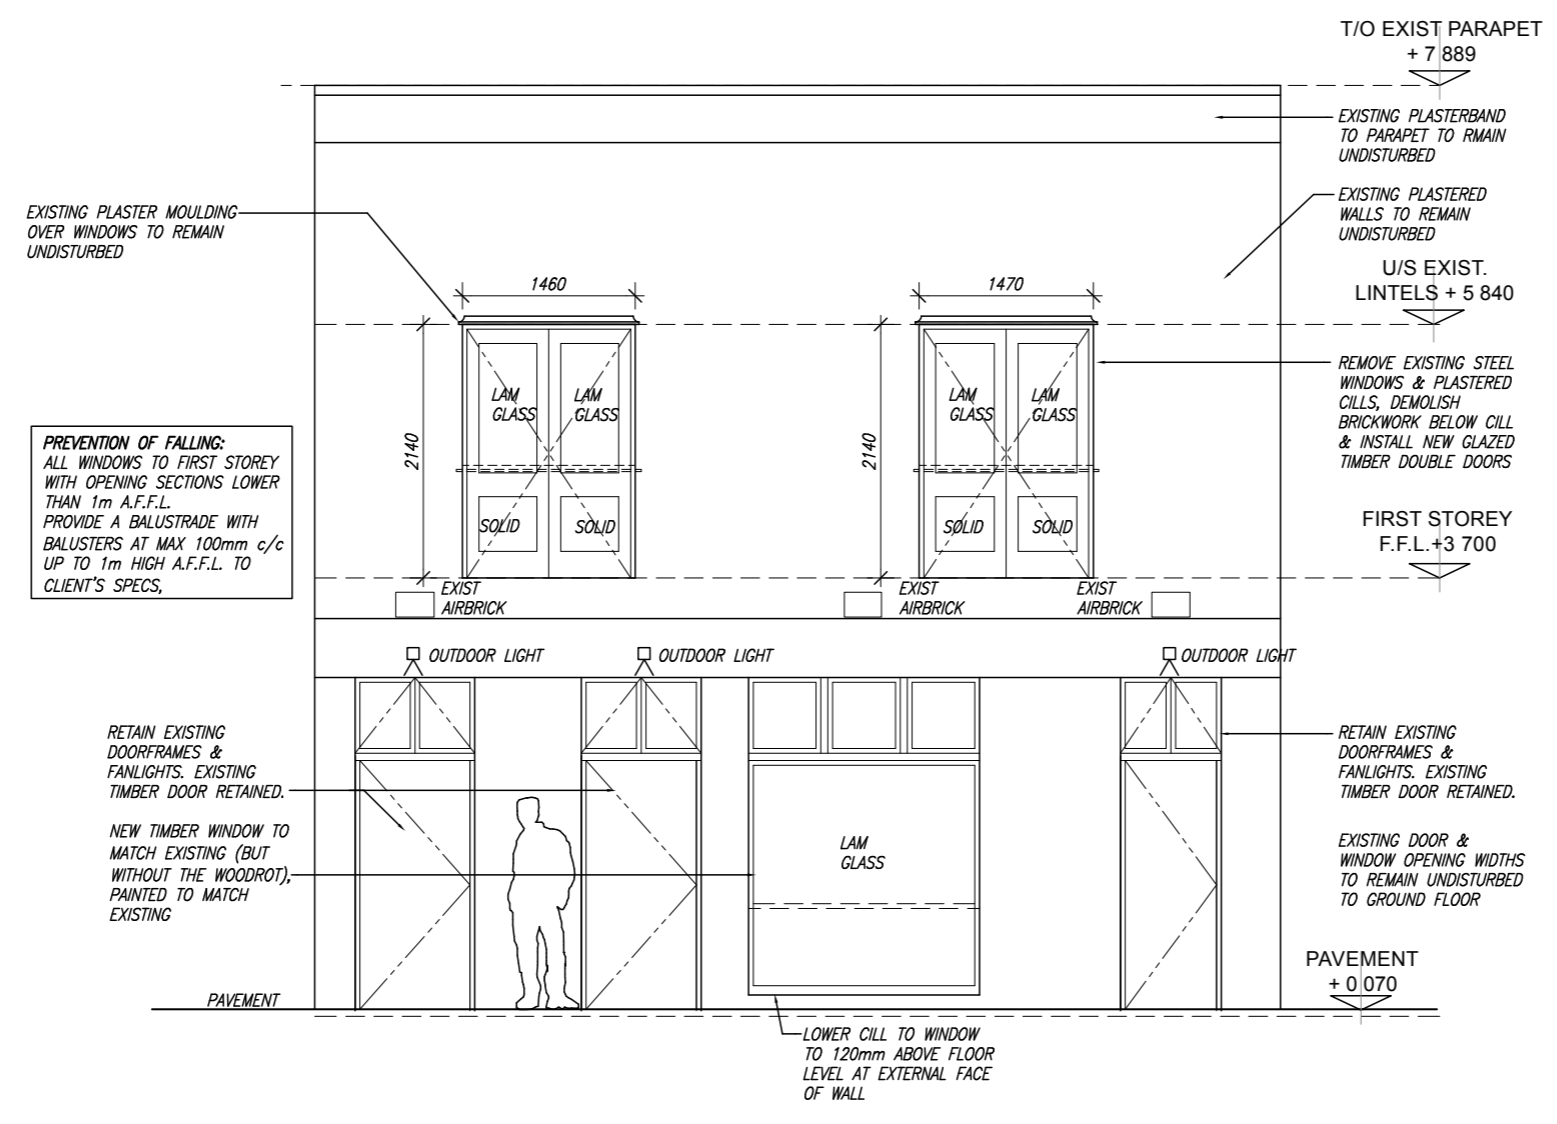 T/O EXIST PARAPET
+ 7 889
EXISTING PLASTERBAND
TO PARAPET TO RMAIN
UNDISTURBED
EXISTING PLASTER MOULDING
OVER WINDOWS TO REMAIN
UNDISTURBED
EXISTING PLASTERED
WALLS TO REMAIN
UNDISTURBED
U/S EXIST.
LINTELS + 5 840
1460
1470
2140
2140
LAM
GLASS
LAM
GLASS
LAM
GLASS
LAM
GLASS
SOLID
SOLID
SOLID
SOLID
REMOVE EXISTING STEEL
WINDOWS & PLASTERED
CILLS, DEMOLISH
BRICKWORK BELOW CILL
& INSTALL NEW GLAZED
TIMBER DOUBLE DOORS
PREVENTION OF FALLING:
ALL WINDOWS TO FIRST STOREY
WITH OPENING SECTIONS LOWER
THAN 1m A.F.F.L.
PROVIDE A BALUSTRADE WITH
BALUSTERS AT MAX 100mm c/c
UP TO 1m HIGH A.F.F.L. TO
CLIENT'S SPECS,
FIRST STOREY
F.F.L.+3 700
EXIST
AIRBRICK
EXIST
AIRBRICK
EXIST
AIRBRICK
OUTDOOR LIGHT
OUTDOOR LIGHT
OUTDOOR LIGHT
RETAIN EXISTING
DOORFRAMES &
FANLIGHTS. EXISTING
TIMBER DOOR RETAINED.
NEW TIMBER WINDOW TO
MATCH EXISTING (BUT
WITHOUT THE WOODROT),
PAINTED TO MATCH
EXISTING
LAM
GLASS
RETAIN EXISTING
DOORFRAMES &
FANLIGHTS. EXISTING
TIMBER DOOR RETAINED.
EXISTING DOOR &
WINDOW OPENING WIDTHS
TO REMAIN UNDISTURBED
TO GROUND FLOOR
PAVEMENT
+ 0 070
PAVEMENT
LOWER CILL TO WINDOW
TO 120mm ABOVE FLOOR
LEVEL AT EXTERNAL FACE
OF WALL